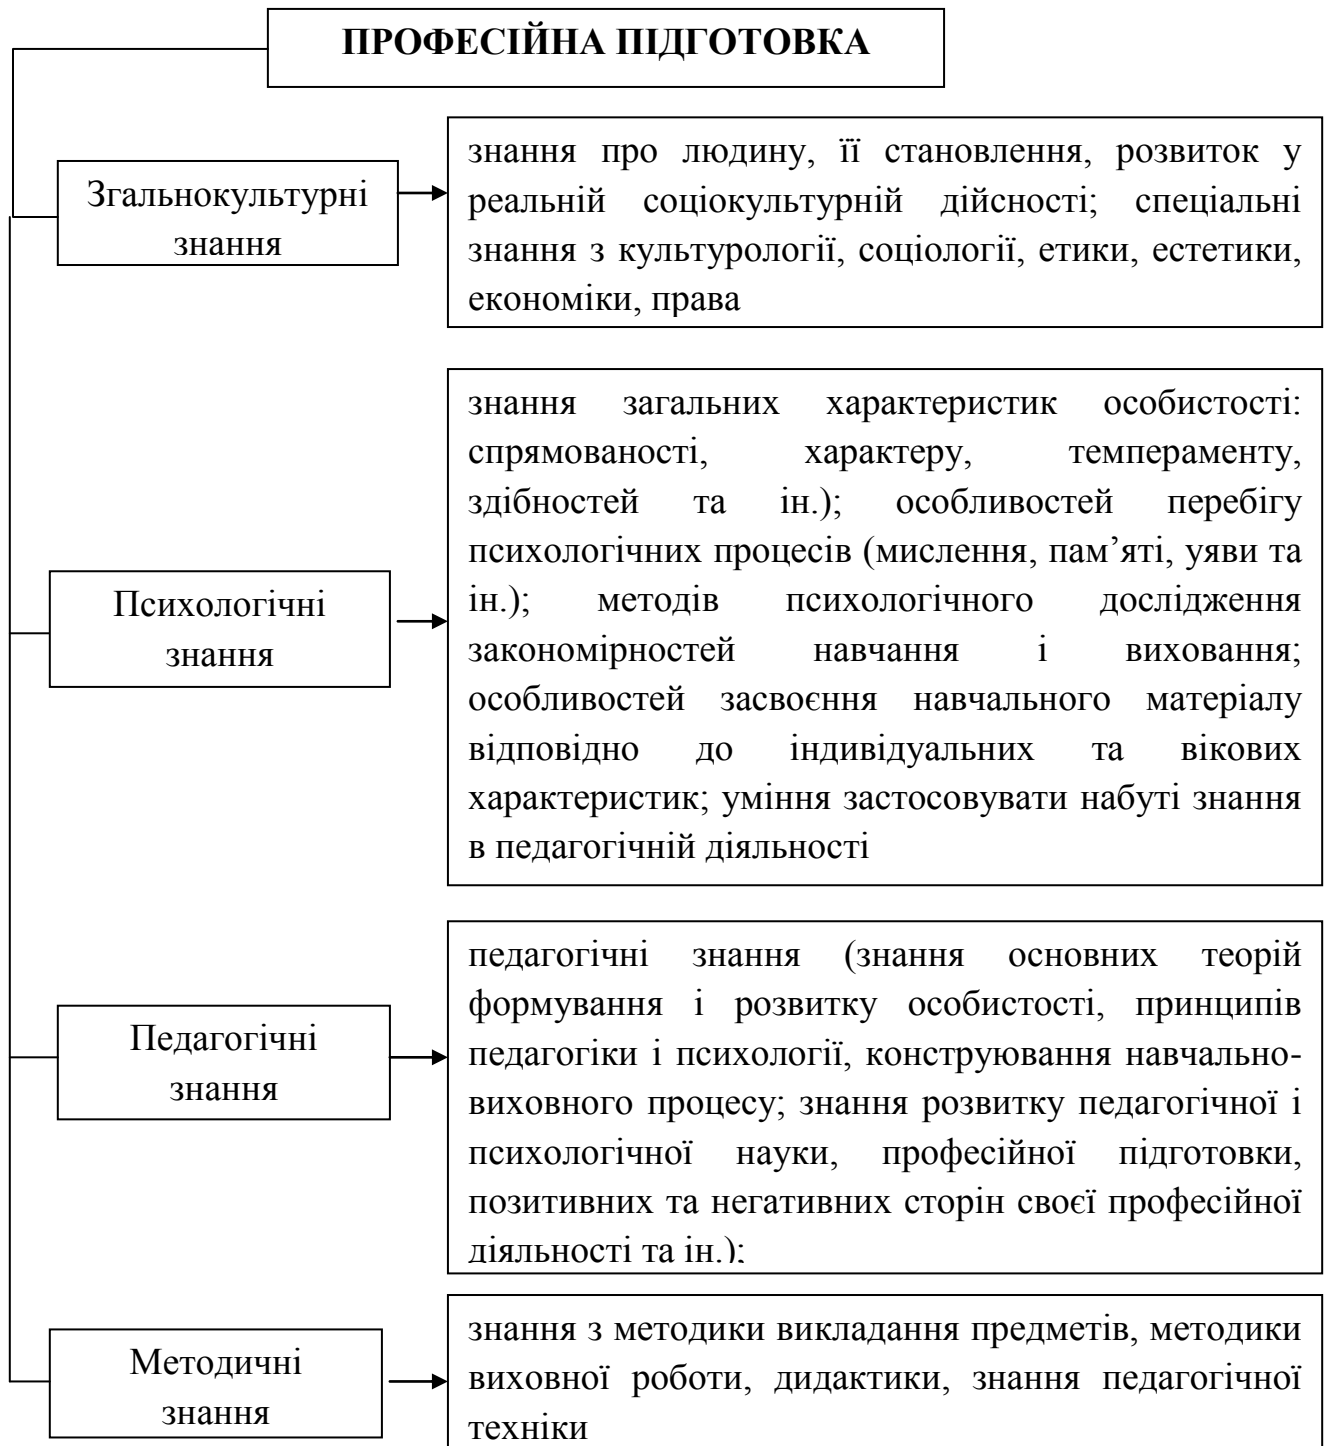 ПРОФЕСІЙНА ПІДГОТОВКА
Згальнокультурні
знання
знання про людину, її становлення, розвиток у
реальній соціокультурній дійсності; спеціальні
знання з культурології, соціології, етики, естетики,
економіки, права
Психологічні
знання
знання загальних характеристик особистості:
спрямованості, характеру, темпераменту,
здібностей та ін.); особливостей перебігу
психологічних процесів (мислення, пам’яті, уяви та
ін.); методів психологічного дослідження
закономірностей навчання і виховання;
особливостей засвоєння навчального матеріалу
відповідно до індивідуальних та вікових
характеристик; уміння застосовувати набуті знання
в педагогічній діяльності
Педагогічні
знання
педагогічні знання (знання основних теорій
формування і розвитку особистості, принципів
педагогіки і психології, конструювання навчально-
виховного процесу; знання розвитку педагогічної і
психологічної науки, професійної підготовки,
позитивних та негативних сторін своєї професійної
діяльності та ін.);
Методичні
знання
знання з методики викладання предметів, методики
виховної роботи, дидактики, знання педагогічної
техніки